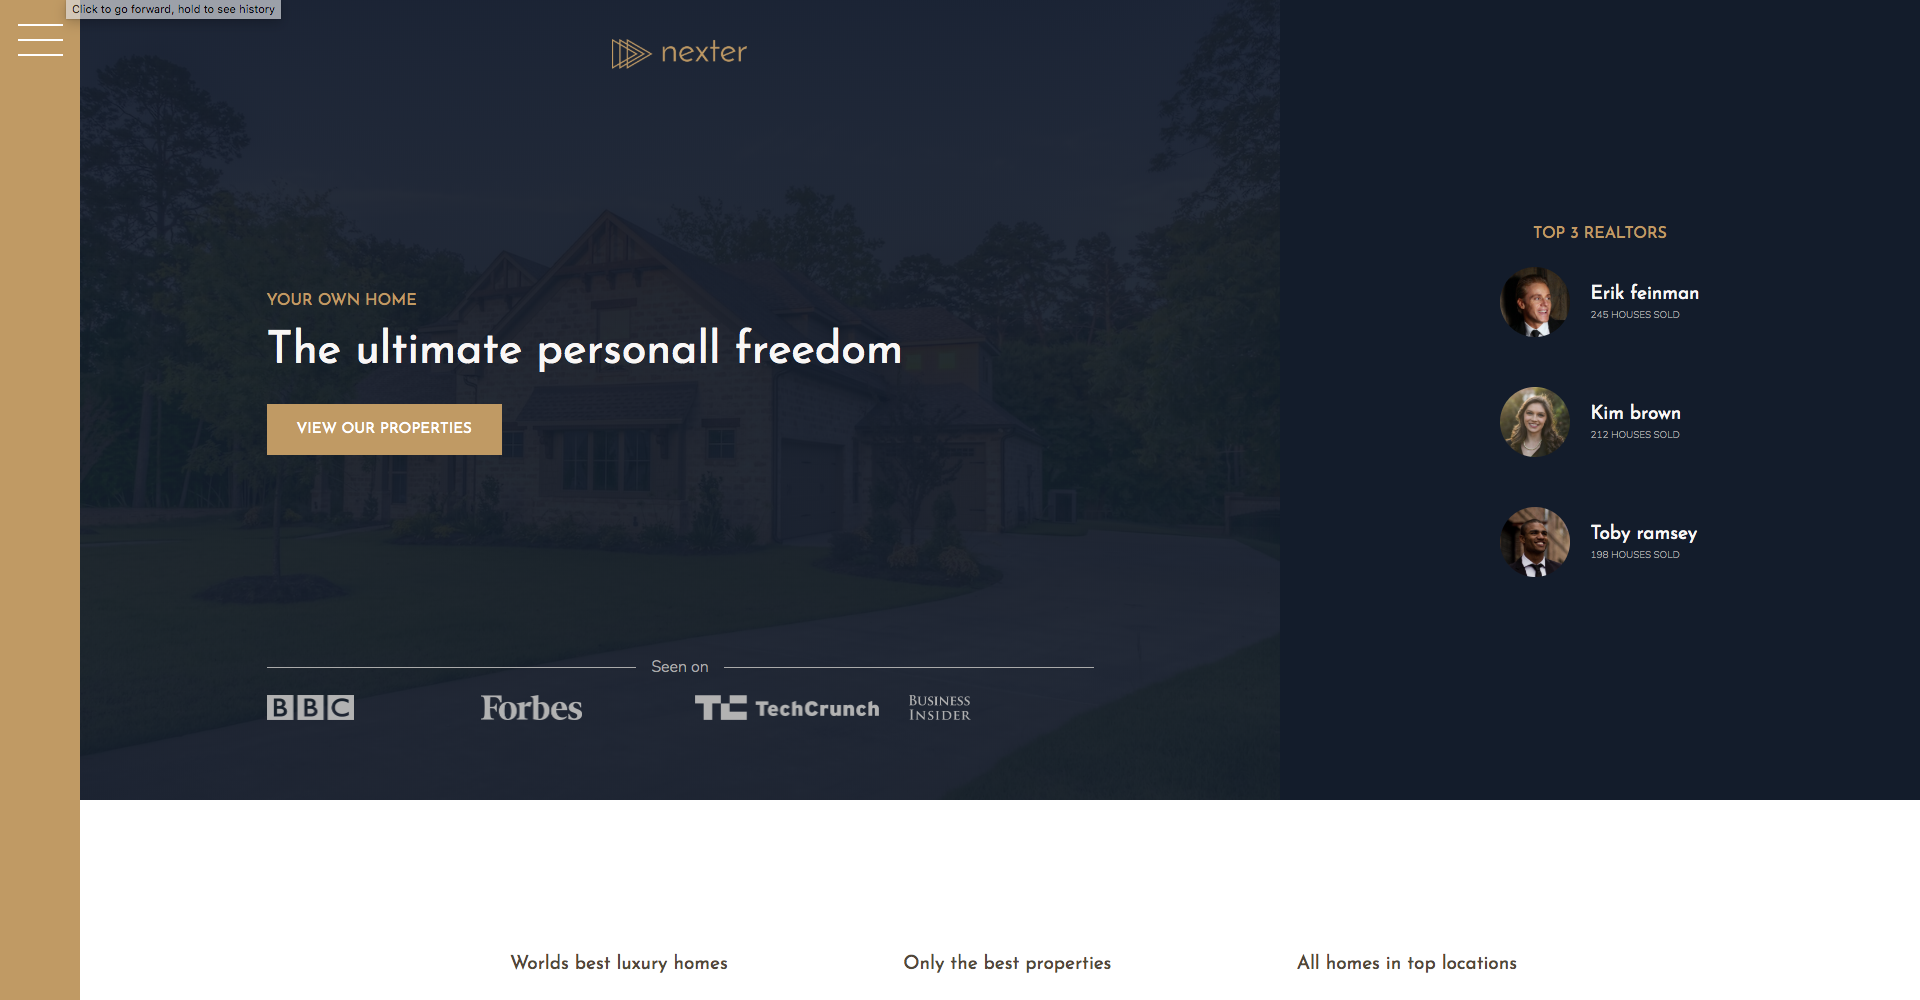 Click to go forward, hold to see history
nexter
YOUR OWN HOME
The ultimate personall freedom
VIEW OUR PROPERTIES
Seen on
BBC
Forbes
TC TechCrunch
BUSINESS
INSIDER
TOP 3 REALTORS
Erik feinman
245 HOUSES SOLD
Kim brown
212 HOUSES SOLD
Toby ramsey
198 HOUSES SOLD
Worlds best luxury homes
Only the best properties
All homes in top locations